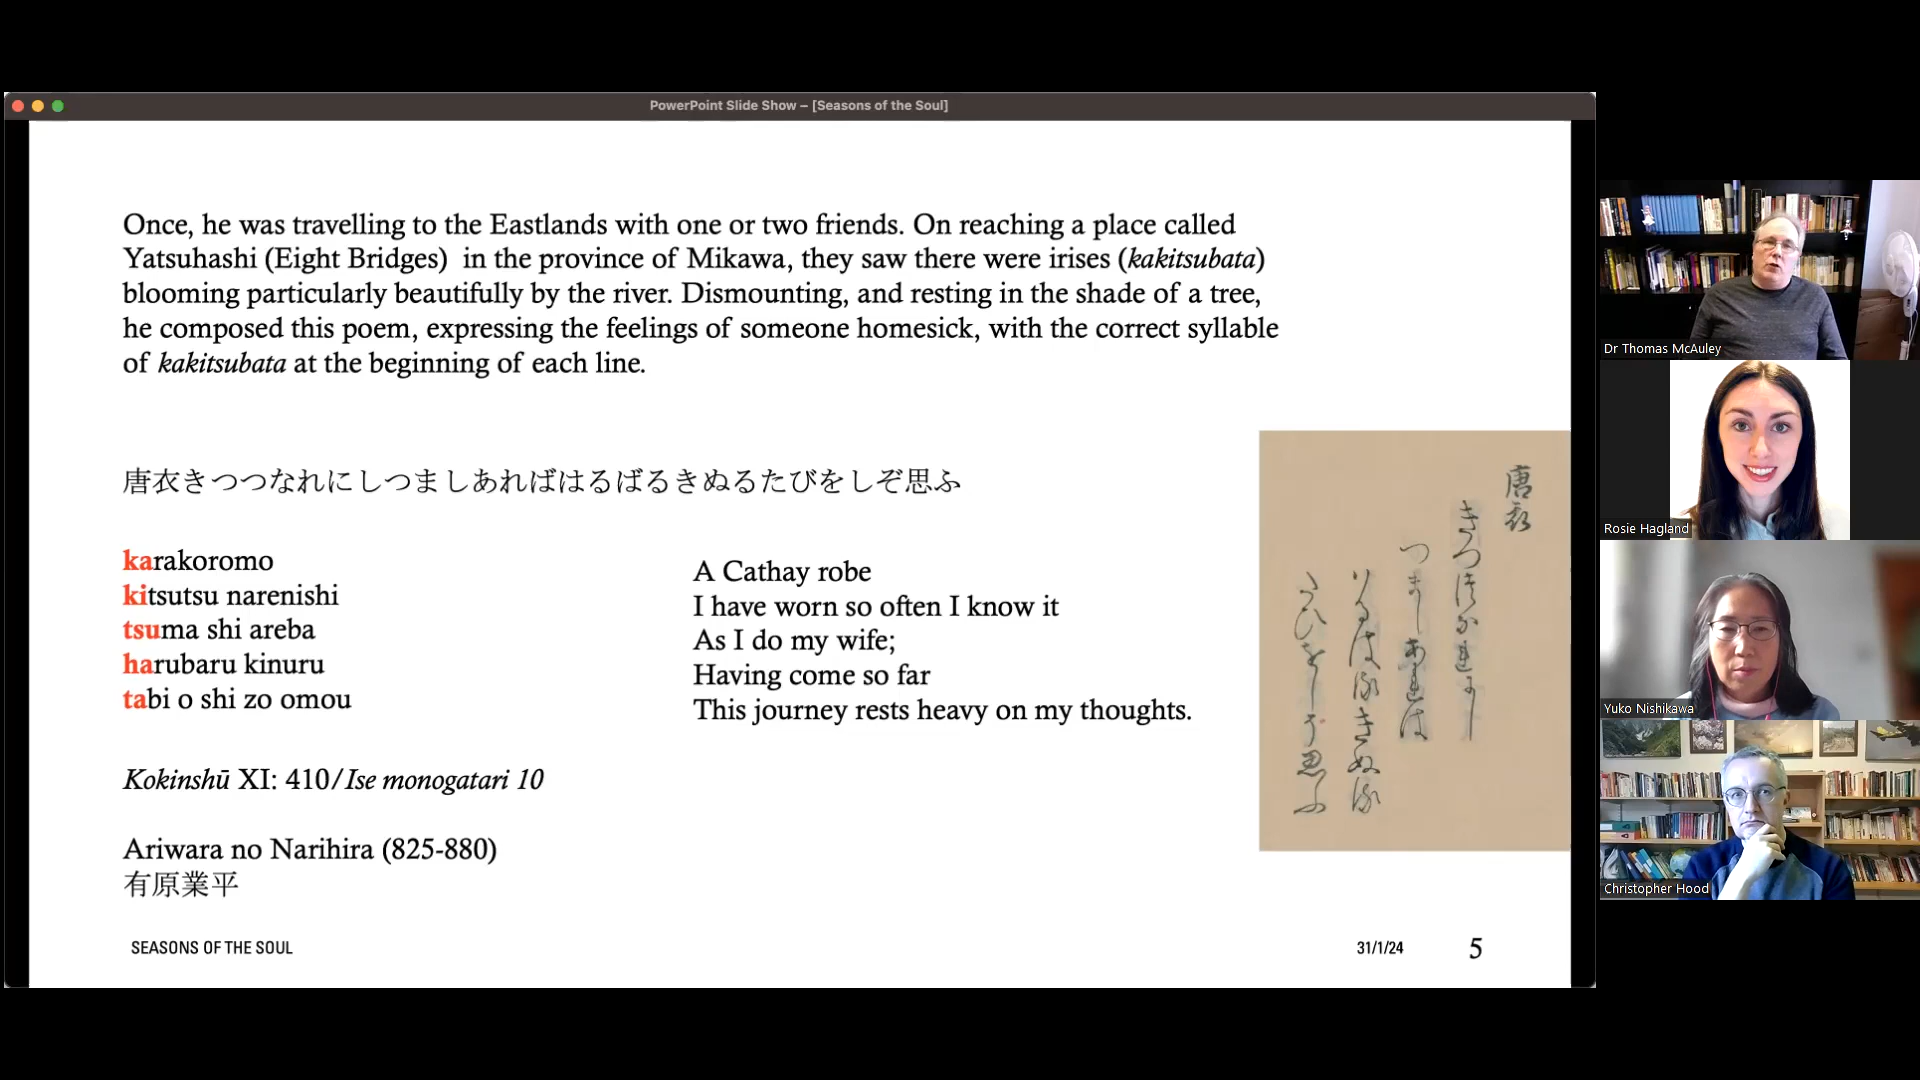 PowerPoint Slide Show – [Seasons of the Soul]
Once, he was travelling to the Eastlands with one or two friends. On reaching a place called
Yatsuhashi (Eight Bridges)  in the province of Mikawa, they saw there were irises (kakitsubata)
blooming particularly beautifully by the river. Dismounting, and resting in the shade of a tree,
he composed this poem, expressing the feelings of someone homesick, with the correct syllable
of kakitsubata at the beginning of each line.
唐衣きつつなれにしつましあればはるばるきぬるたびをしぞ思ふ
karakoromo
kitsutsu narenishi
tsuma shi areba
harubaru kinuru
tabi o shi zo omou
A Cathay robe
I have worn so often I know it
As I do my wife;
Having come so far
This journey rests heavy on my thoughts.
Kokinshū XI: 410/Ise monogatari 10
Ariwara no Narihira (825-880)
有原業平
SEASONS OF THE SOUL
31/1/24
5
Dr Thomas McAuley
Rosie Hagland
Yuko Nishikawa
Christopher Hood